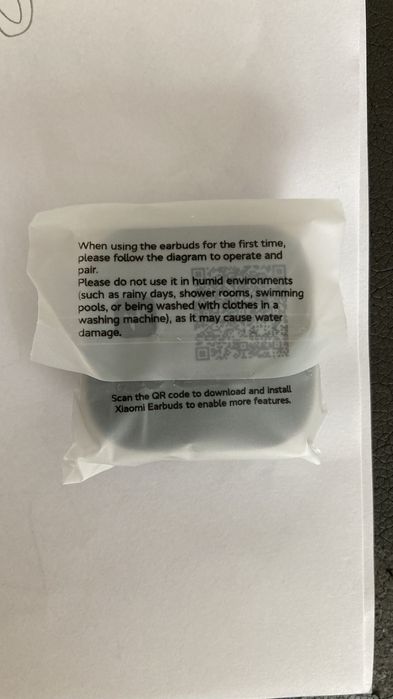 When using the earbuds for the first time,
please follow the diagram to operate and
pair.
Please do not use it in humid environments
(such as rainy days, shower rooms, swimming
pools, or being washed with clothes in a
washing machine), as it may cause water
damage.
Scan the QR code to download and install
Xiaomi Earbuds to enable more features.